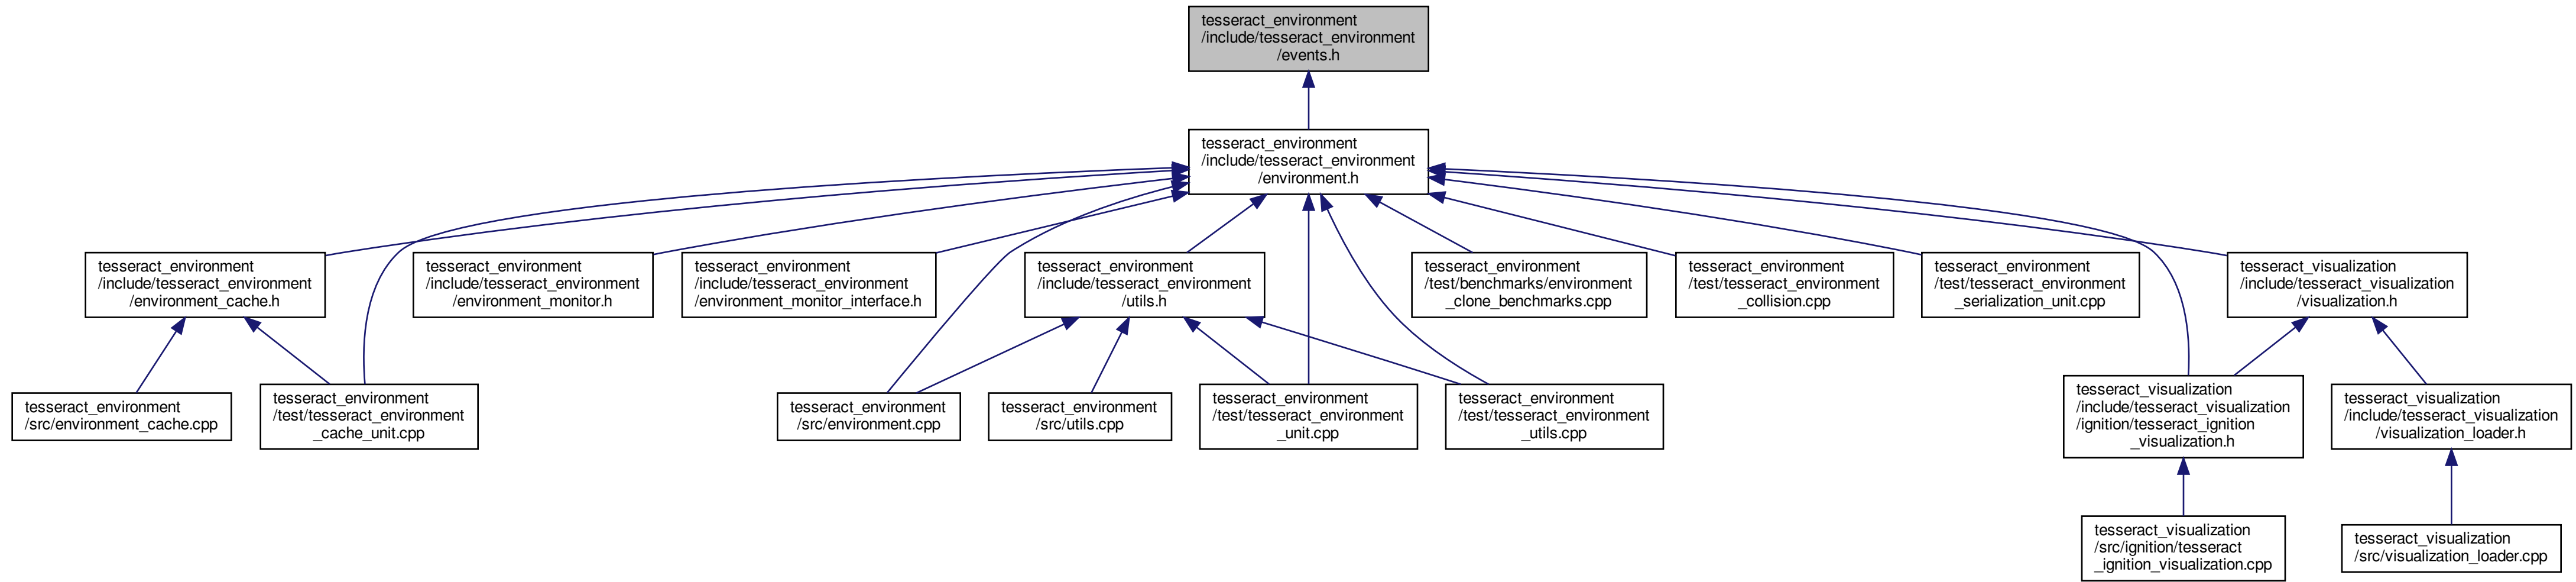 tesseract_environment
/include/tesseract_environment
/events.h
tesseract_environment
/include/tesseract_environment
/environment.h
tesseract_environment
/include/tesseract_environment
/environment_cache.h
tesseract_environment
/include/tesseract_environment
/environment_monitor.h
tesseract_environment
/include/tesseract_environment
/environment_monitor_interface.h
tesseract_environment
/include/tesseract_environment
/utils.h
tesseract_environment
/test/benchmarks/environment
_clone_benchmarks.cpp
tesseract_environment
/test/tesseract_environment
_collision.cpp
tesseract_environment
/test/tesseract_environment
_serialization_unit.cpp
tesseract_visualization
/include/tesseract_visualization
/visualization.h
tesseract_environment
/src/environment_cache.cpp
tesseract_environment
/test/tesseract_environment
_cache_unit.cpp
tesseract_environment
/src/environment.cpp
tesseract_environment
/src/utils.cpp
tesseract_environment
/test/tesseract_environment
_unit.cpp
tesseract_environment
/test/tesseract_environment
_utils.cpp
tesseract_visualization
/include/tesseract_visualization
/ignition/tesseract_ignition
_visualization.h
tesseract_visualization
/include/tesseract_visualization
/visualization_loader.h
tesseract_visualization
/src/ignition/tesseract
_ignition_visualization.cpp
tesseract_visualization
/src/visualization_loader.cpp